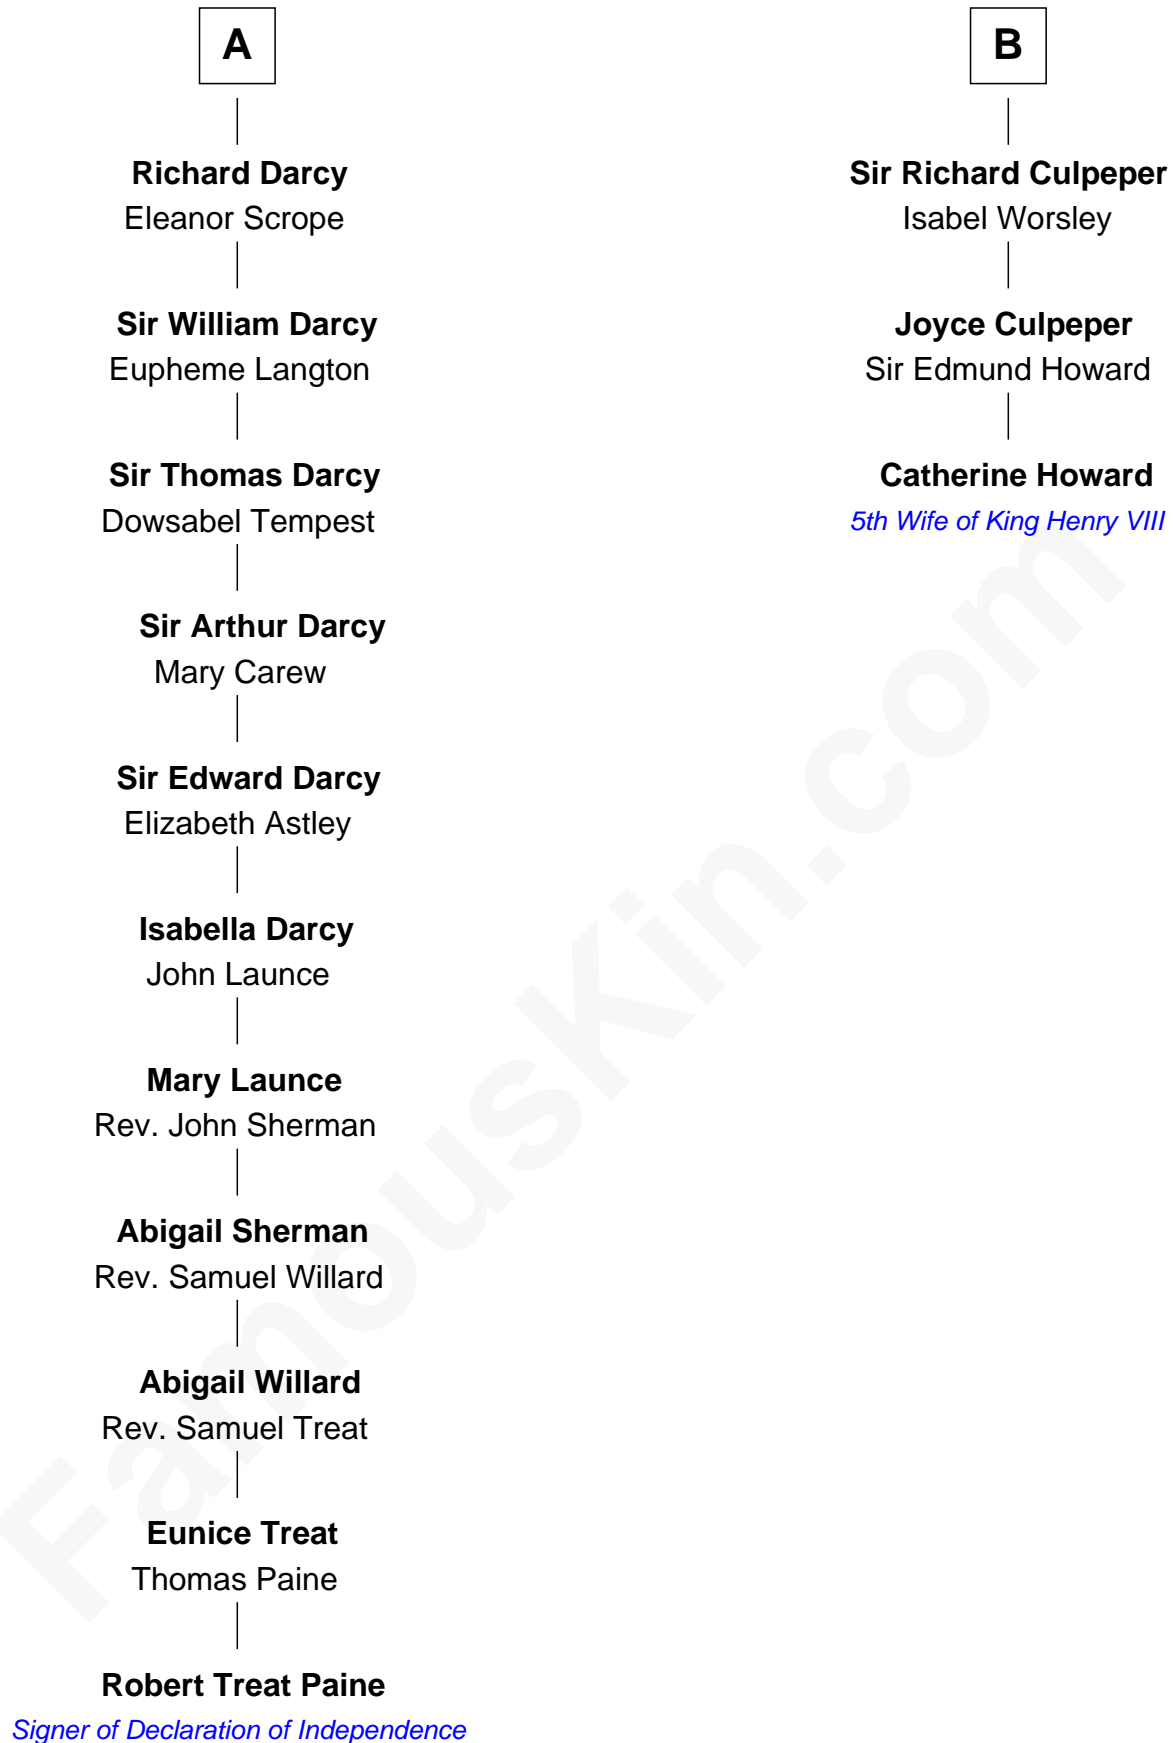 A
Richard Darcy
Eleanor Scrope
Sir William Darcy
Eupheme Langton
Sir Thomas Darcy
Dowsabel Tempest
Sir Arthur Darcy
Mary Carew
Sir Edward Darcy
Elizabeth Astley
Isabella Darcy
John Launce
Mary Launce
Rev. John Sherman
Abigail Sherman
Rev. Samuel Willard
Abigail Willard
Rev. Samuel Treat
Eunice Treat
Thomas Paine
Robert Treat Paine
Signer of Declaration of Independence
B
Sir Richard Culpeper
Isabel Worsley
Joyce Culpeper
Sir Edmund Howard
Catherine Howard
5th Wife of King Henry VIII
FamousKin.com